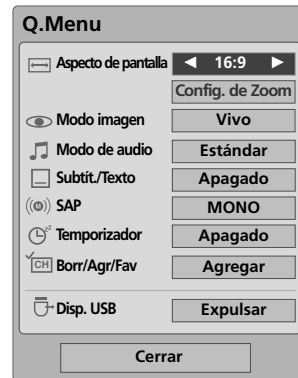 Q.Menu
Aspecto de pantalla ◄ 16:9 ►
Config. de Zoom
Modo imagen Vivo
Modo de audio Estándar
Subtít./Texto Apagado
SAP MONO
Temporizador Apagado
CH Borr/Agr/Fav Agregar
Disp. USB Expulsar
Cerrar